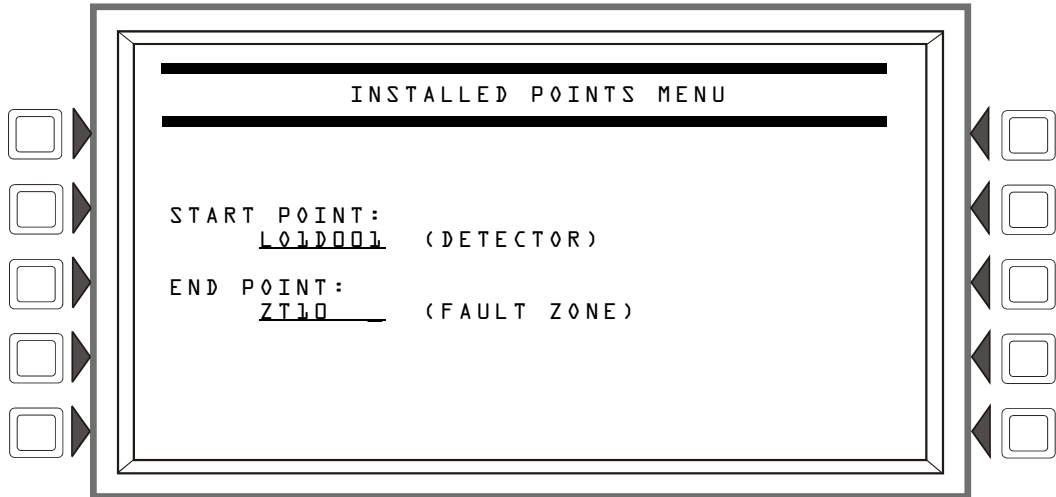 INSTALLED POINTS MENU
START POINT:
L01D001 (DETECTOR)
END POINT:
ZT10 _ (FAULT ZONE)